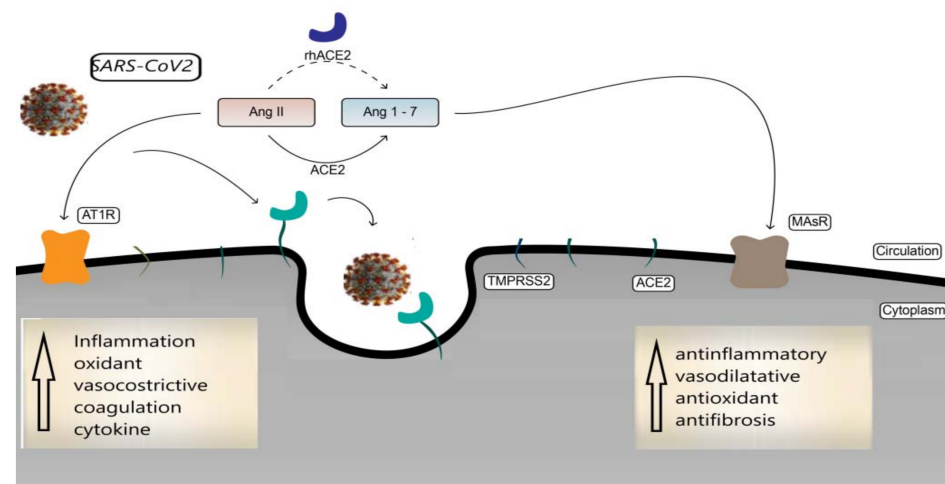 rhACE2
SARS-CoV2
Ang II
Ang 1 - 7
ACE2
AT1R
MAsR
Circulation
TMPRSS2
ACE2
Cytoplasm
Inflammation
oxidant
vasocostrictive
coagulation
cytokine
antinflammatory
vasodilatative
antioxidant
antifibrosis